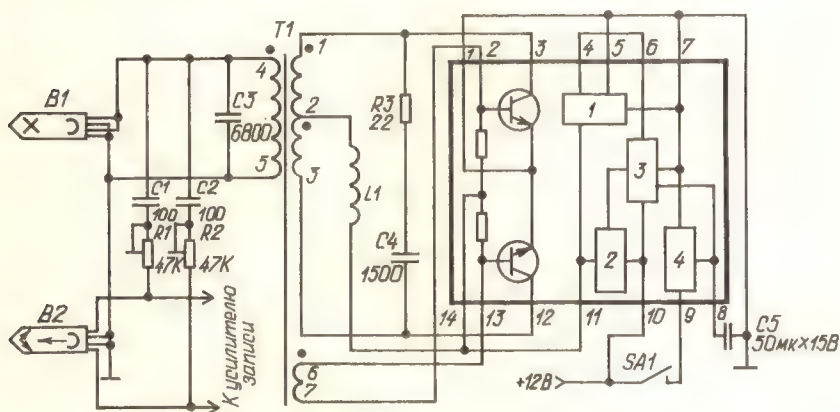 T1
1 2 3 4 5 6 7
1
B1
4
C3
6800
R3
22
2
1
3
5
3
L1
C1
100
C2
100
R1
47К
R2
47К
C4
1500
2
4
B2
14 13 12 11 10 9 8
C5
50мк×15В
К усилителю
записи
6
7
+12В
SA1